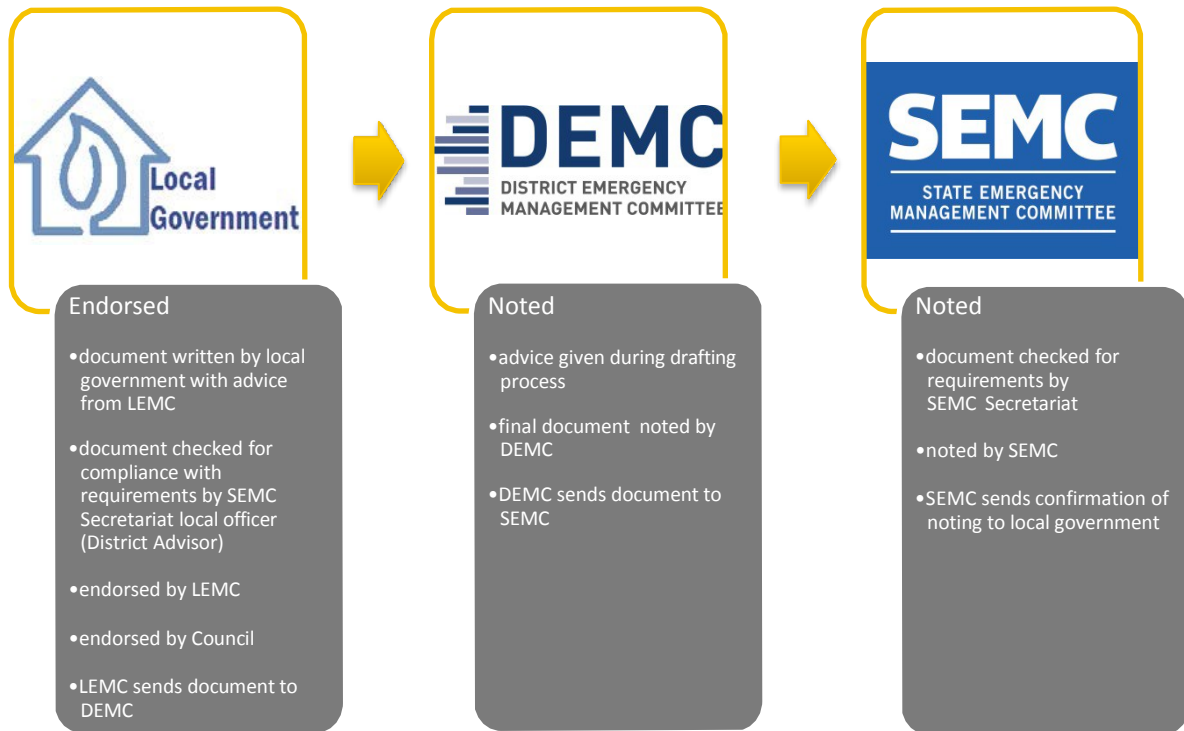 Local
Government
DEMC
DISTRICT EMERGENCY
MANAGEMENT COMMITTEE
SEMC
STATE EMERGENCY
MANAGEMENT COMMITTEE
Endorsed
•document written by local
government with advice
from LEMC
•document checked for
compliance with
requirements by SEMC
Secretariat local officer
(District Advisor)
•endorsed by LEMC
•endorsed by Council
•LEMC sends document to
DEMC
Noted
•advice given during drafting
process
•final document noted by
DEMC
•DEMC sends document to
SEMC
Noted
•document checked for
requirements by
SEMC Secretariat
•noted by SEMC
•SEMC sends confirmation of
noting to local government